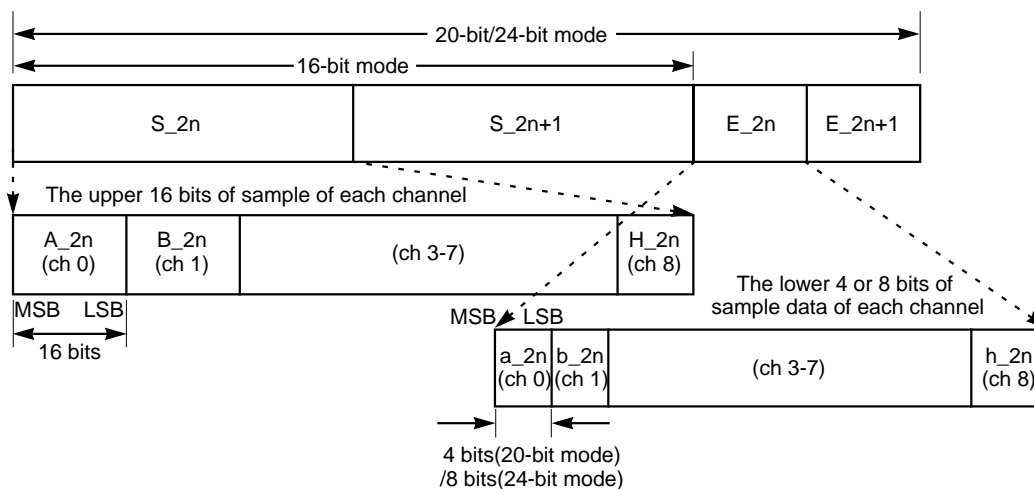 20-bit/24-bit mode
16-bit mode
S_2n
S_2n+1
E_2n
E_2n+1
The upper 16 bits of sample of each channel
A_2n
(ch 0)
B_2n
(ch 1)
(ch 3-7)
H_2n
(ch 8)
MSB
LSB
16 bits
The lower 4 or 8 bits of
sample data of each channel
MSB
LSB
a_2n
(ch 0)
b_2n
(ch 1)
(ch 3-7)
h_2n
(ch 8)
4 bits(20-bit mode)
/8 bits(24-bit mode)